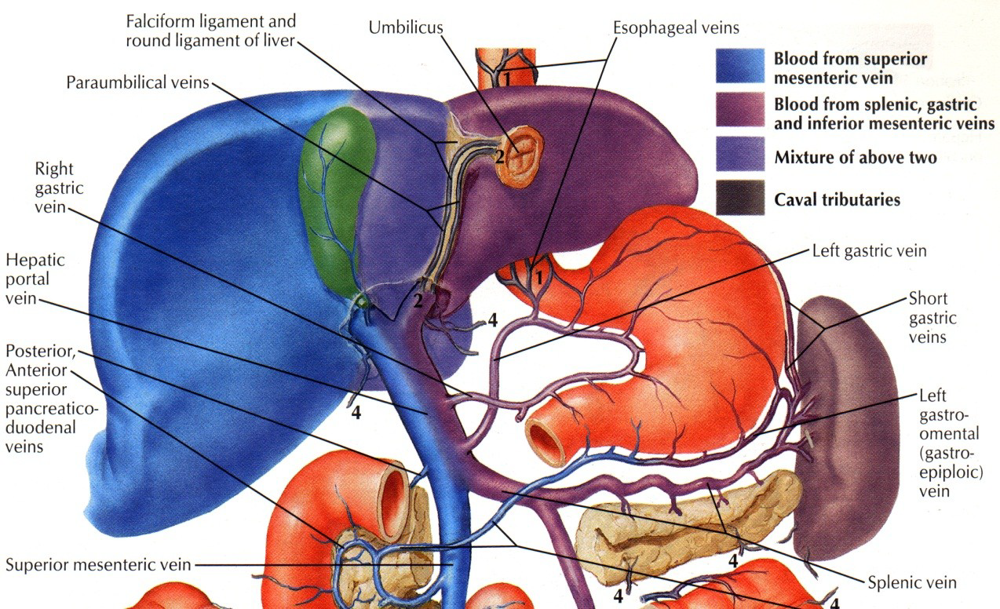 Falciform ligament and
round ligament of liver
Umbilicus
Esophageal veins
Paraumbilical veins
Blood from superior
mesenteric vein
Blood from splenic, gastric
and inferior mesenteric veins
Mixture of above two
Caval tributaries
1
2
Right
gastric
vein
Hepatic
portal
vein
Left gastric vein
1
2
4
Short
gastric
veins
Posterior,
Anterior
superior
pancreatico-
duodenal
veins
4
Left
gastro-
omental
(gastro-
epiploic)
vein
Superior mesenteric vein
4
4
Splenic vein
4